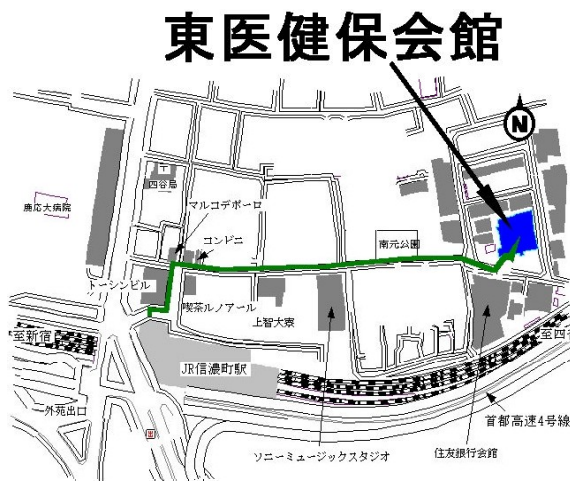 東医健保会館
N
四谷局
慶応大病院
マルコデポーロ
コンビニ
南元公園
トーシンビル
喫茶ルノアール
上智大寮
至新宿
至四谷
JR信濃町駅
外苑出口
首都高速4号線
ソニーミュージックスタジオ
住友銀行会館